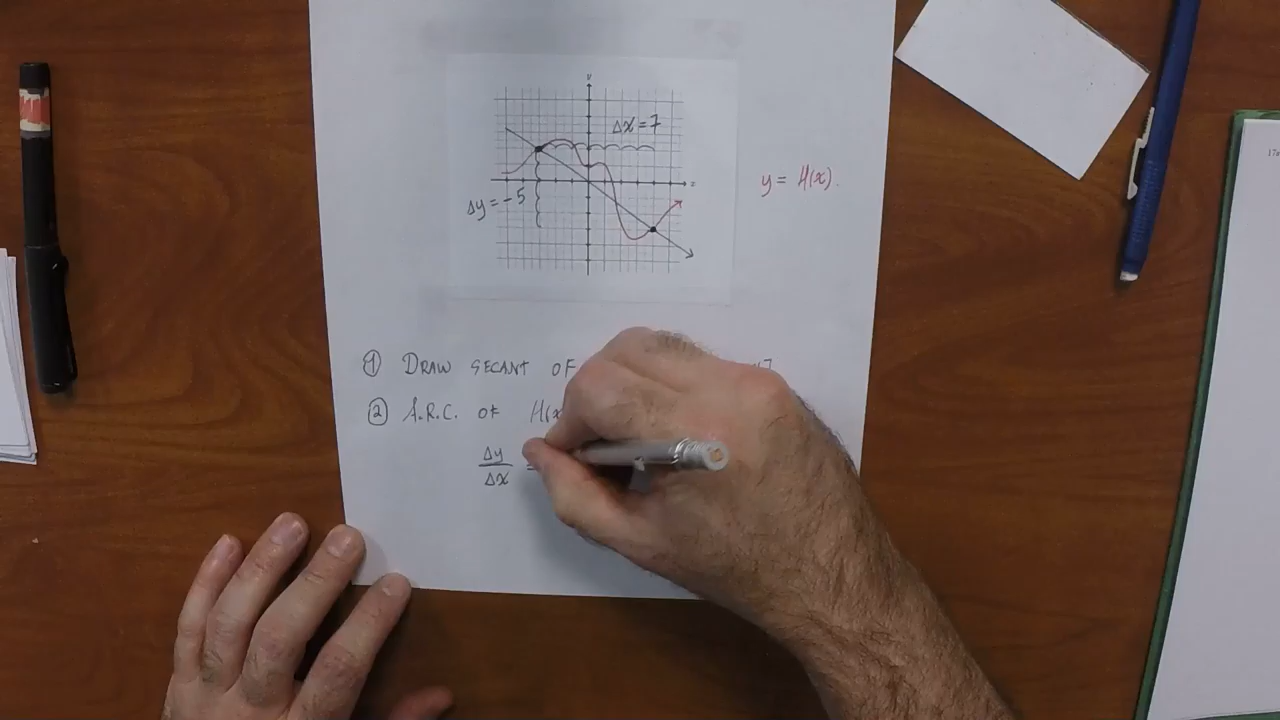 y
Δx = 7
Δy = -5
x
y = H(x).
① DRAW SECANT OF
② A.R.C. OF H(x
Δy
Δx =